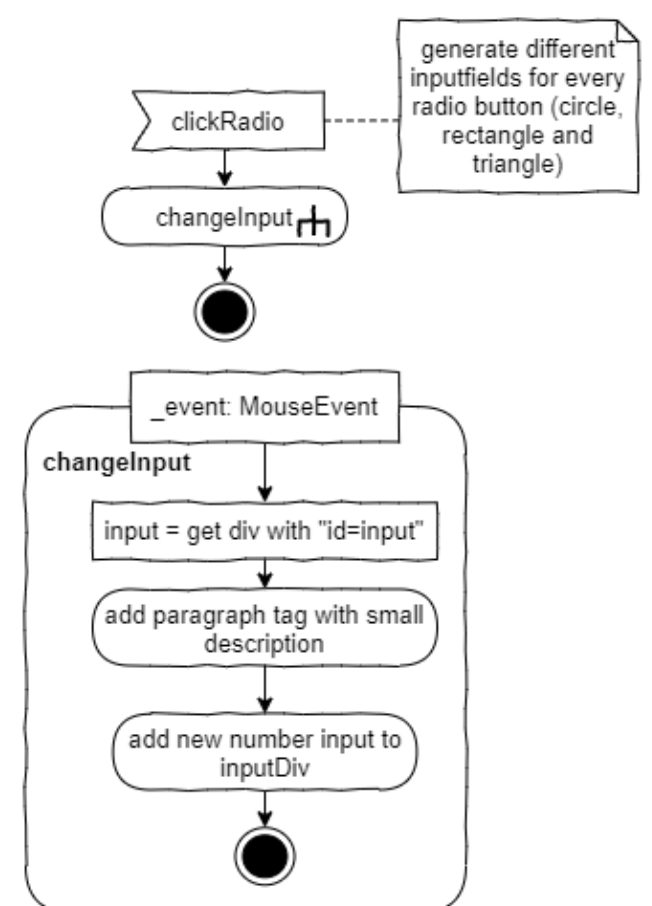 generate different
inputfields for every
radio button (circle,
rectangle and
triangle)
clickRadio
changeInput
_event: MouseEvent
changeInput
input = get div with "id=input"
add paragraph tag with small
description
add new number input to
inputDiv